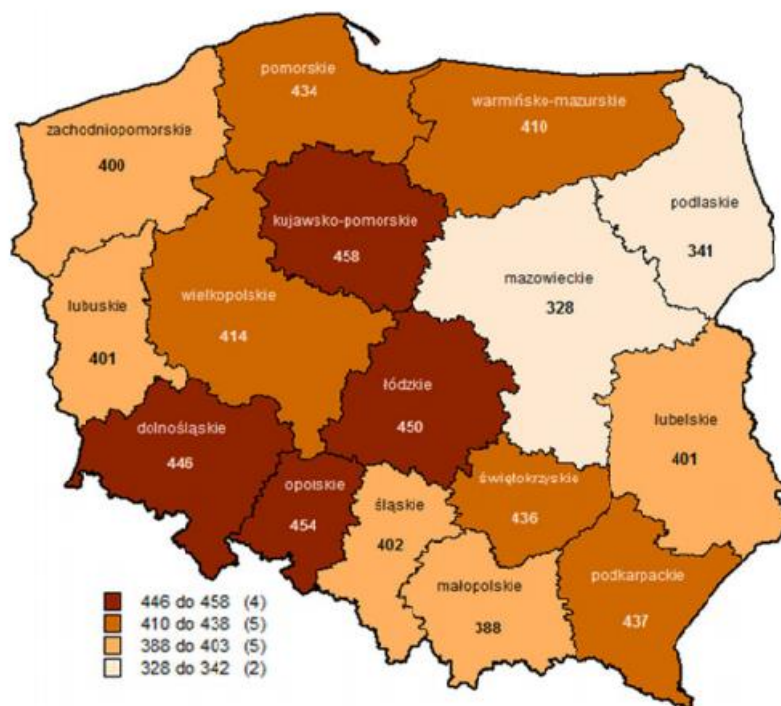 pomorskie
434
warmińsko-mazurskie
410
zachodniopomorskie
400
podlaskie
341
kujawsko-pomorskie
458
mazowieckie
328
wielkopolskie
414
lubuskie
401
łódzkie
450
lubelskie
401
dolnośląskie
446
opolskie
454
śląskie
402
świętokrzyskie
436
małopolskie
388
podkarpackie
437
446 do 458 (4)
410 do 438 (5)
388 do 403 (5)
328 do 342 (2)